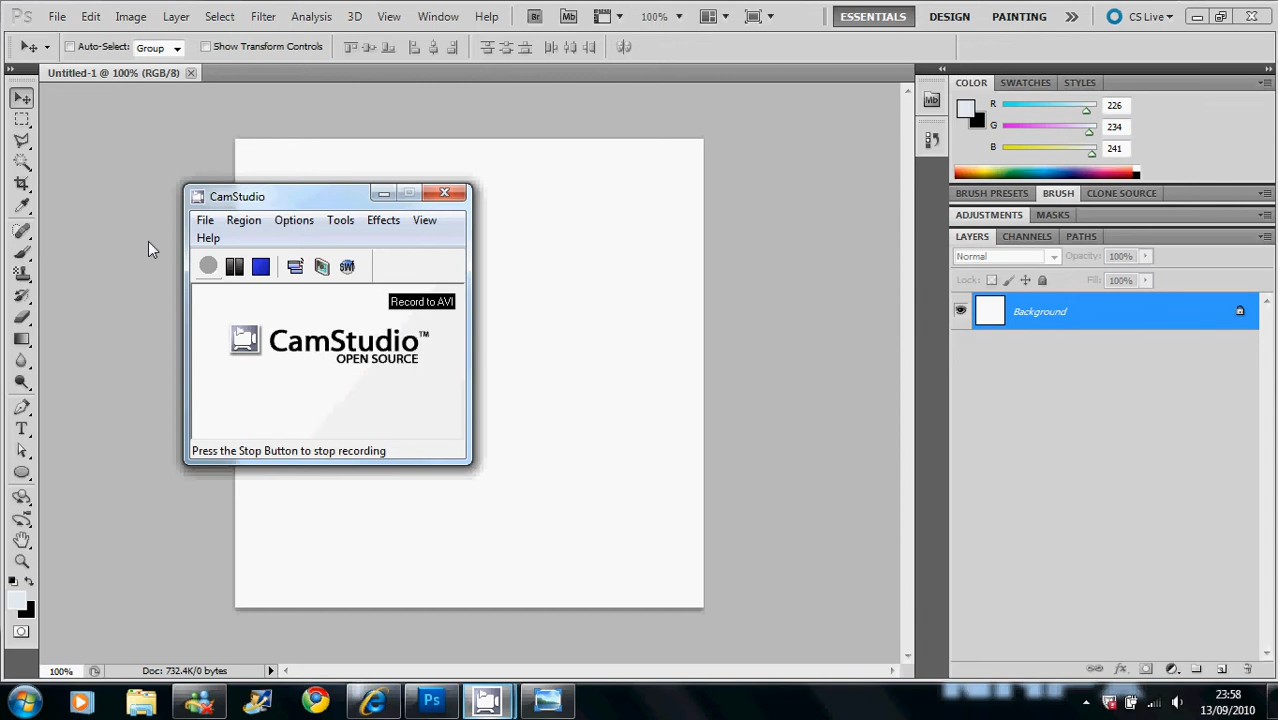 Ps File Edit Image Layer Select Filter Analysis 3D View Window Help Br Mb 100% ESSENTIALS DESIGN PAINTING CS Live
Auto-Select: Group Show Transform Controls
Untitled-1 @ 100% (RGB/8)
COLOR SWATCHES STYLES
Mb
R 226
G 234
B 241
BRUSH PRESETS BRUSH CLONE SOURCE
ADJUSTMENTS MASKS
LAYERS CHANNELS PATHS
Normal Opacity: 100%
Lock: Fill: 100%
Background
CamStudio
File Region Options Tools Effects View
Help
Record to AVI
CamStudio™
OPEN SOURCE
Press the Stop Button to stop recording
T
100% Doc: 732.4K/0 bytes
fx
Ps
23:58
13/09/2010